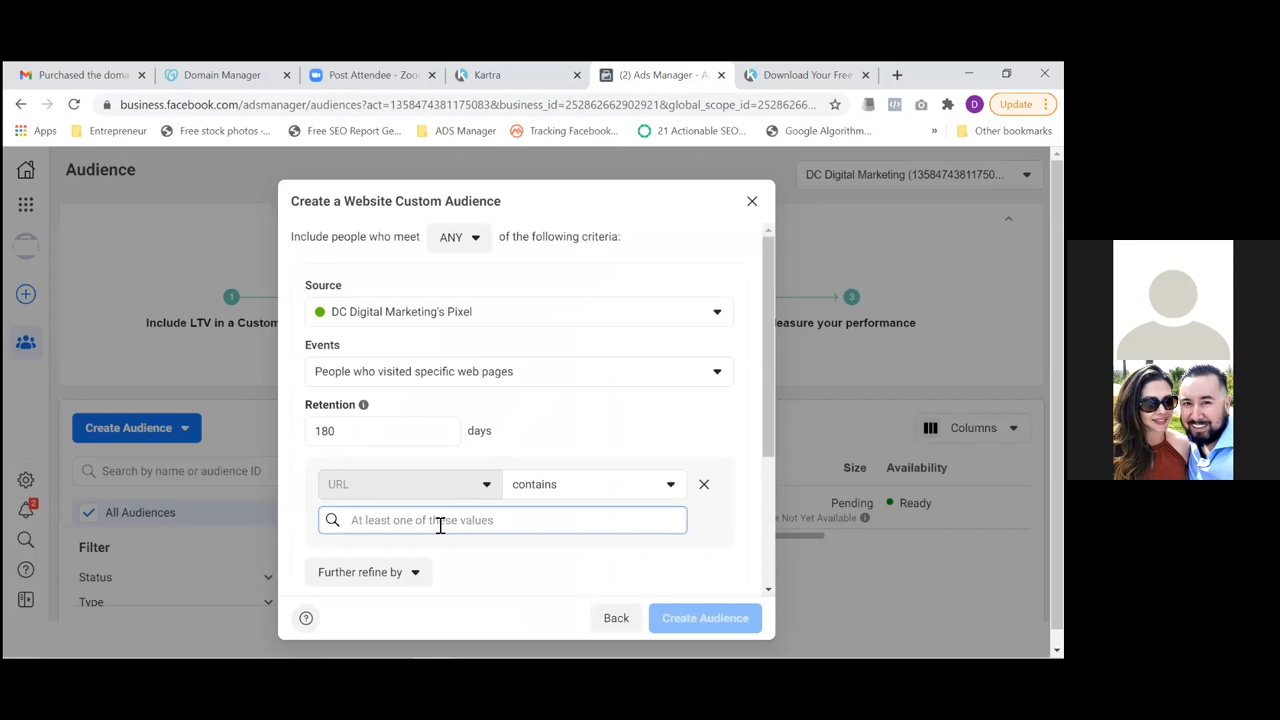 Purchased the doma
Domain Manager
Post Attendee - Zoo
Kartra
(2) Ads Manager - A
Download Your Free
business.facebook.com/adsmanager/audiences?act=1358474381175083&business_id=252862662902921&global_scope_id=25286266...
D
Update
Apps
Entrepreneur
Free stock photos -...
Free SEO Report Ge...
ADS Manager
Tracking Facebook...
21 Actionable SEO...
Google Algorithm...
»
Other bookmarks
Audience
DC Digital Marketing (13584743811750...
Create a Website Custom Audience
Include people who meet ANY of the following criteria:
Source
DC Digital Marketing's Pixel
Events
People who visited specific web pages
Retention
180 days
URL contains
At least one of these values
Further refine by
Back
Create Audience
1
Include LTV in a Custom
3
easure your performance
Create Audience
Columns
Search by name or audience ID
Size
Availability
All Audiences
Pending
Ready
Not Yet Available
Filter
Status
Type
2